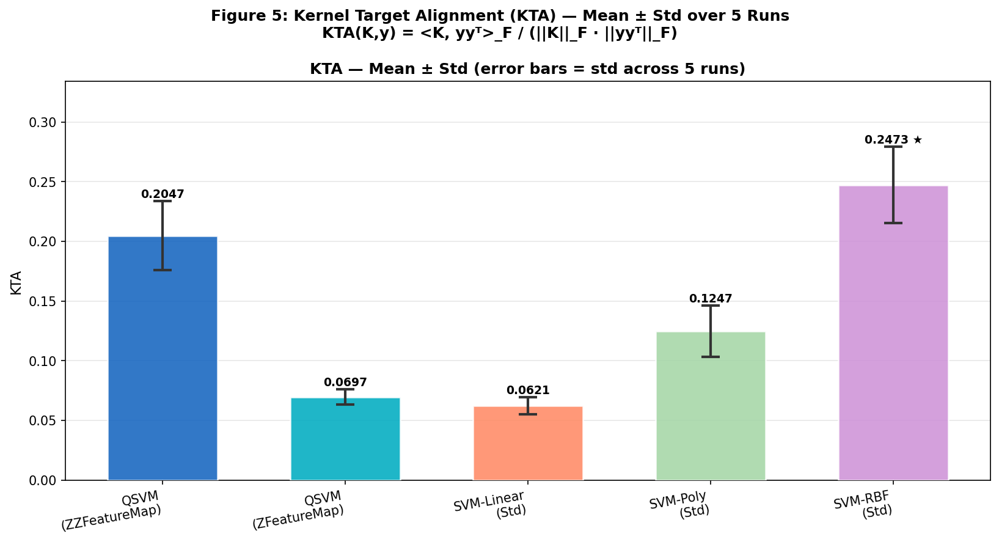 Figure 5: Kernel Target Alignment (KTA) — Mean ± Std over 5 Runs
KTA(K,y) = <K, yyᵀ>_F / (||K||_F · ||yyᵀ||_F)
KTA — Mean ± Std (error bars = std across 5 runs)
KTA
0.30
0.25
0.20
0.15
0.10
0.05
0.00
0.2047
0.0697
0.0621
0.1247
0.2473 ★
QSVM
(ZZFeatureMap)
QSVM
(ZFeatureMap)
SVM-Linear
(Std)
SVM-Poly
(Std)
SVM-RBF
(Std)